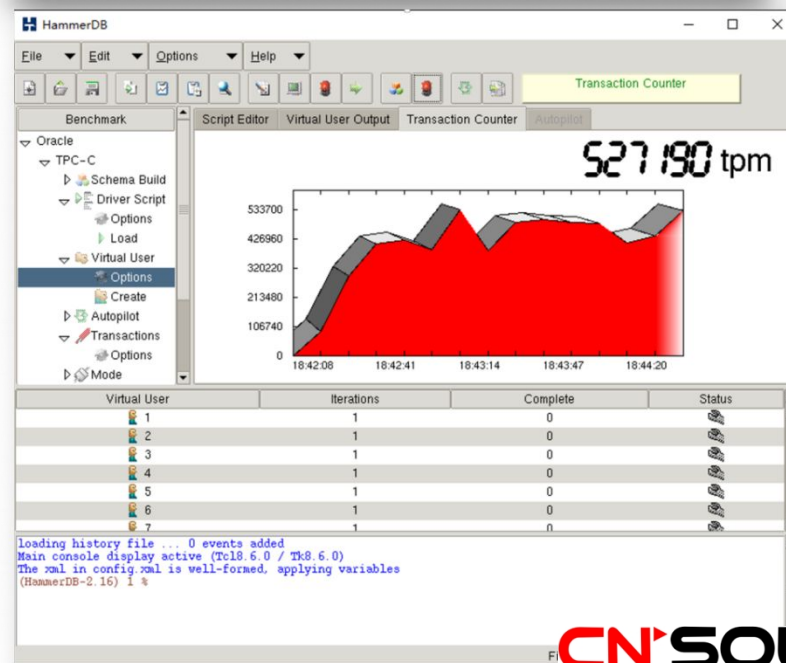 HammerDB
File Edit Options Help
Transaction Counter
Benchmark
Script Editor Virtual User Output Transaction Counter Autopilot
Oracle
TPC-C
Schema Build
Driver Script
Options
Load
Virtual User
Options
Create
Autopilot
Transactions
Options
Mode
527190 tpm
533700
426960
320220
213480
106740
0
18:42:08 18:42:41 18:43:14 18:43:47 18:44:20
Virtual User Iterations Complete Status
1 1 0
2 1 0
3 1 0
4 1 0
5 1 0
6 1 0
7 1 0
loading history file ... 0 events added
Main console display active (Tcl8.6.0 / Tk8.6.0)
The xml in config.xml is well-formed, applying variables
(HammerDB-2.16) 1 %